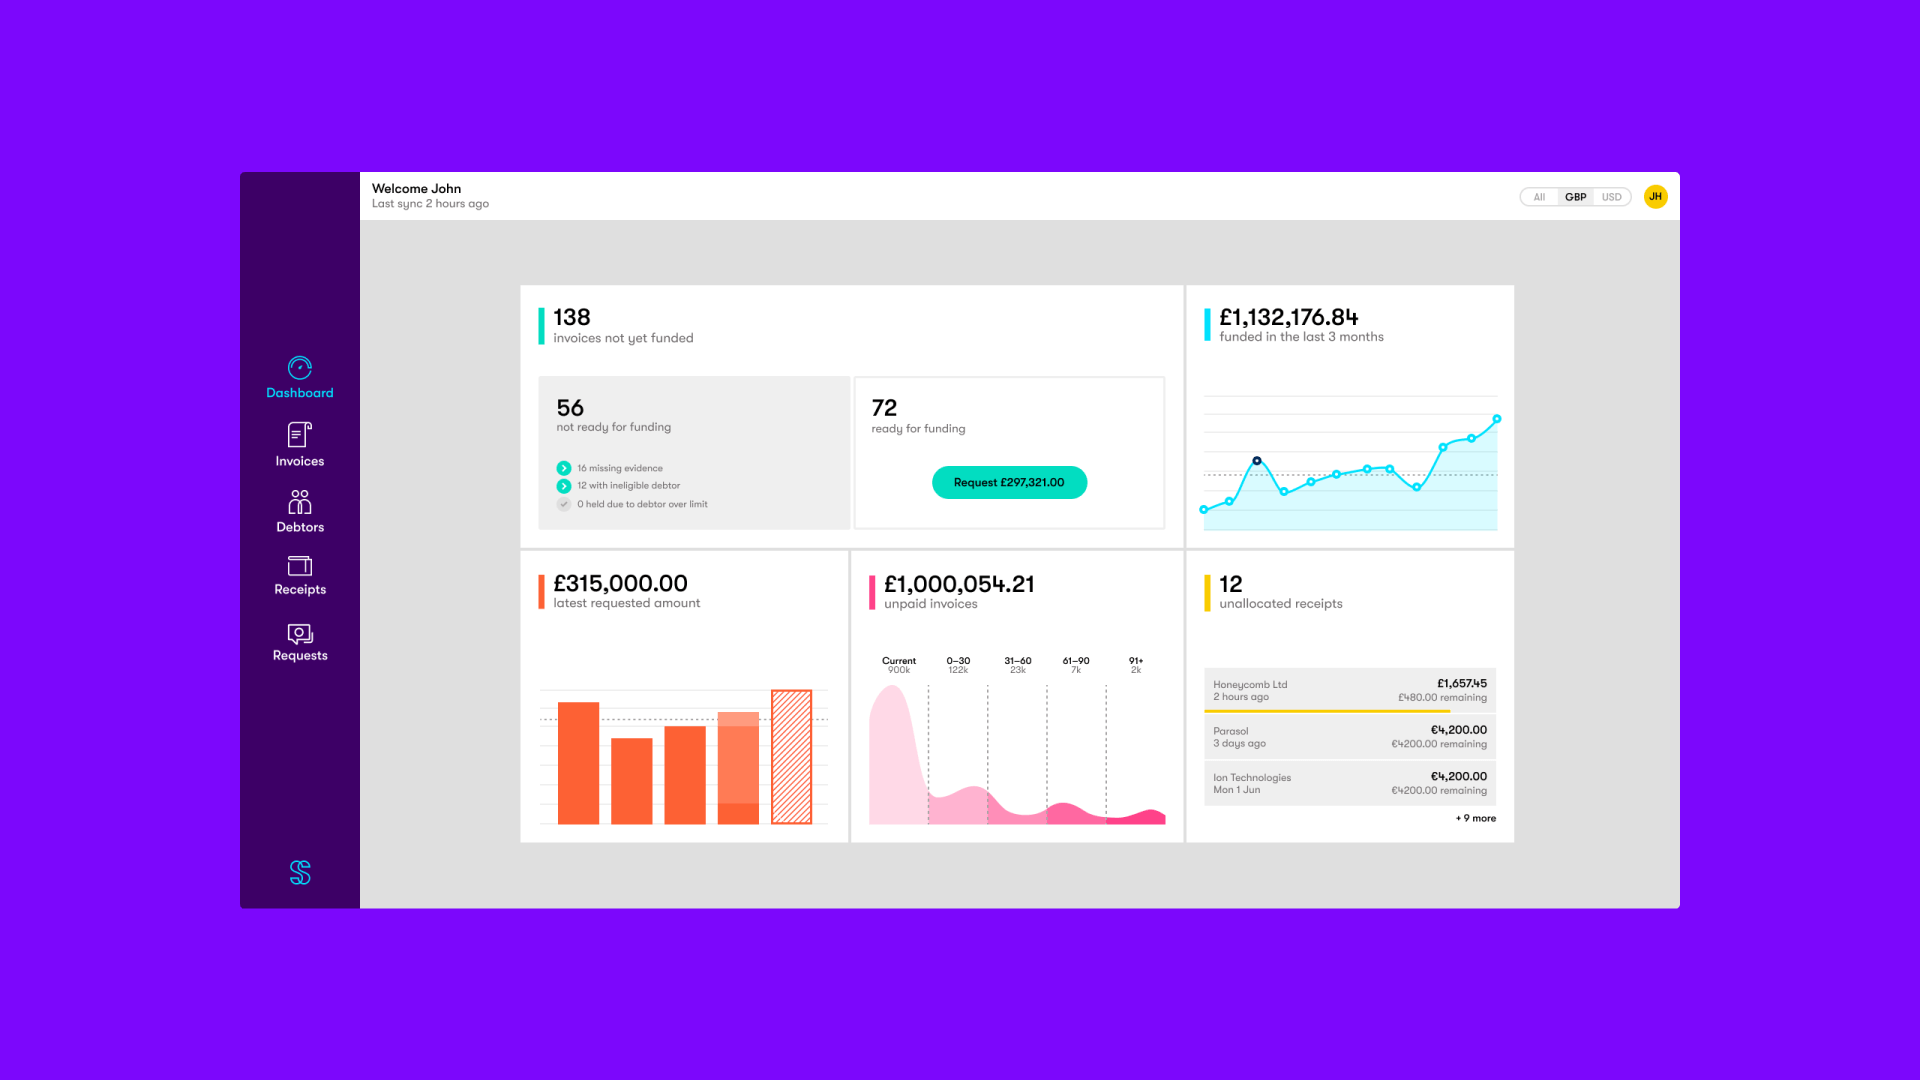 Welcome John
Last sync 2 hours ago
All GBP USD
JH
Dashboard
Invoices
Debtors
Receipts
Requests
138
invoices not yet funded
56
not ready for funding
16 missing evidence
12 with ineligible debtor
0 held due to debtor over limit
72
ready for funding
Request £297,321.00
£1,132,176.84
funded in the last 3 months
£315,000.00
latest requested amount
£1,000,054.21
unpaid invoices
Current 0–30 31–60 61–90 91+
900k 122k 23k 7k 2k
12
unallocated receipts
Honeycomb Ltd £1,657.45
2 hours ago £480.00 remaining
Parasol €4,200.00
3 days ago €4200.00 remaining
Ion Technologies €4,200.00
Mon 1 Jun €4200.00 remaining
+ 9 more